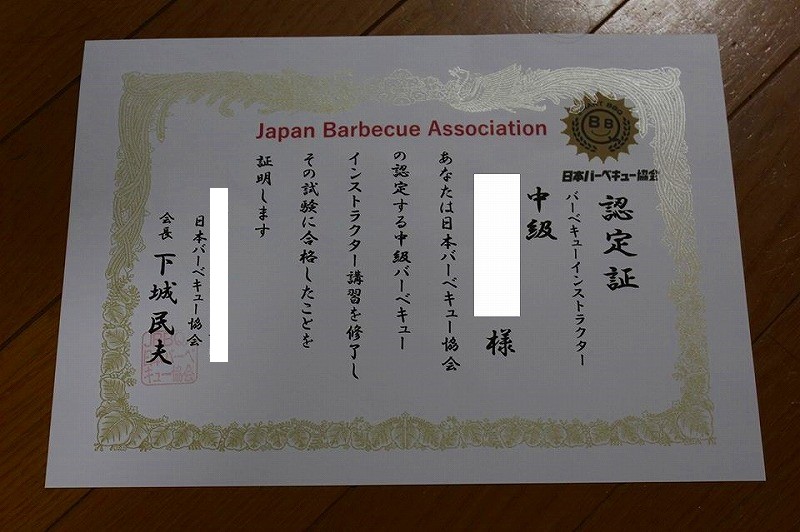 Japan Barbecue Association
BBQ
日本バーベキュー協会
認定証
バーベキューインストラクター
中級
様
あなたは日本バーベキュー協会
の認定する中級バーベキュー
インストラクター講習を修了し
その試験に合格したことを
証明します
日本バーベキュー協会
会長 下城民夫